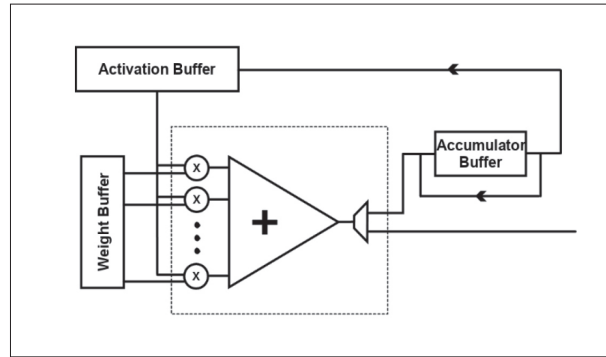 Activation Buffer
Accumulator
Buffer
Weight Buffer
X
X
X
+